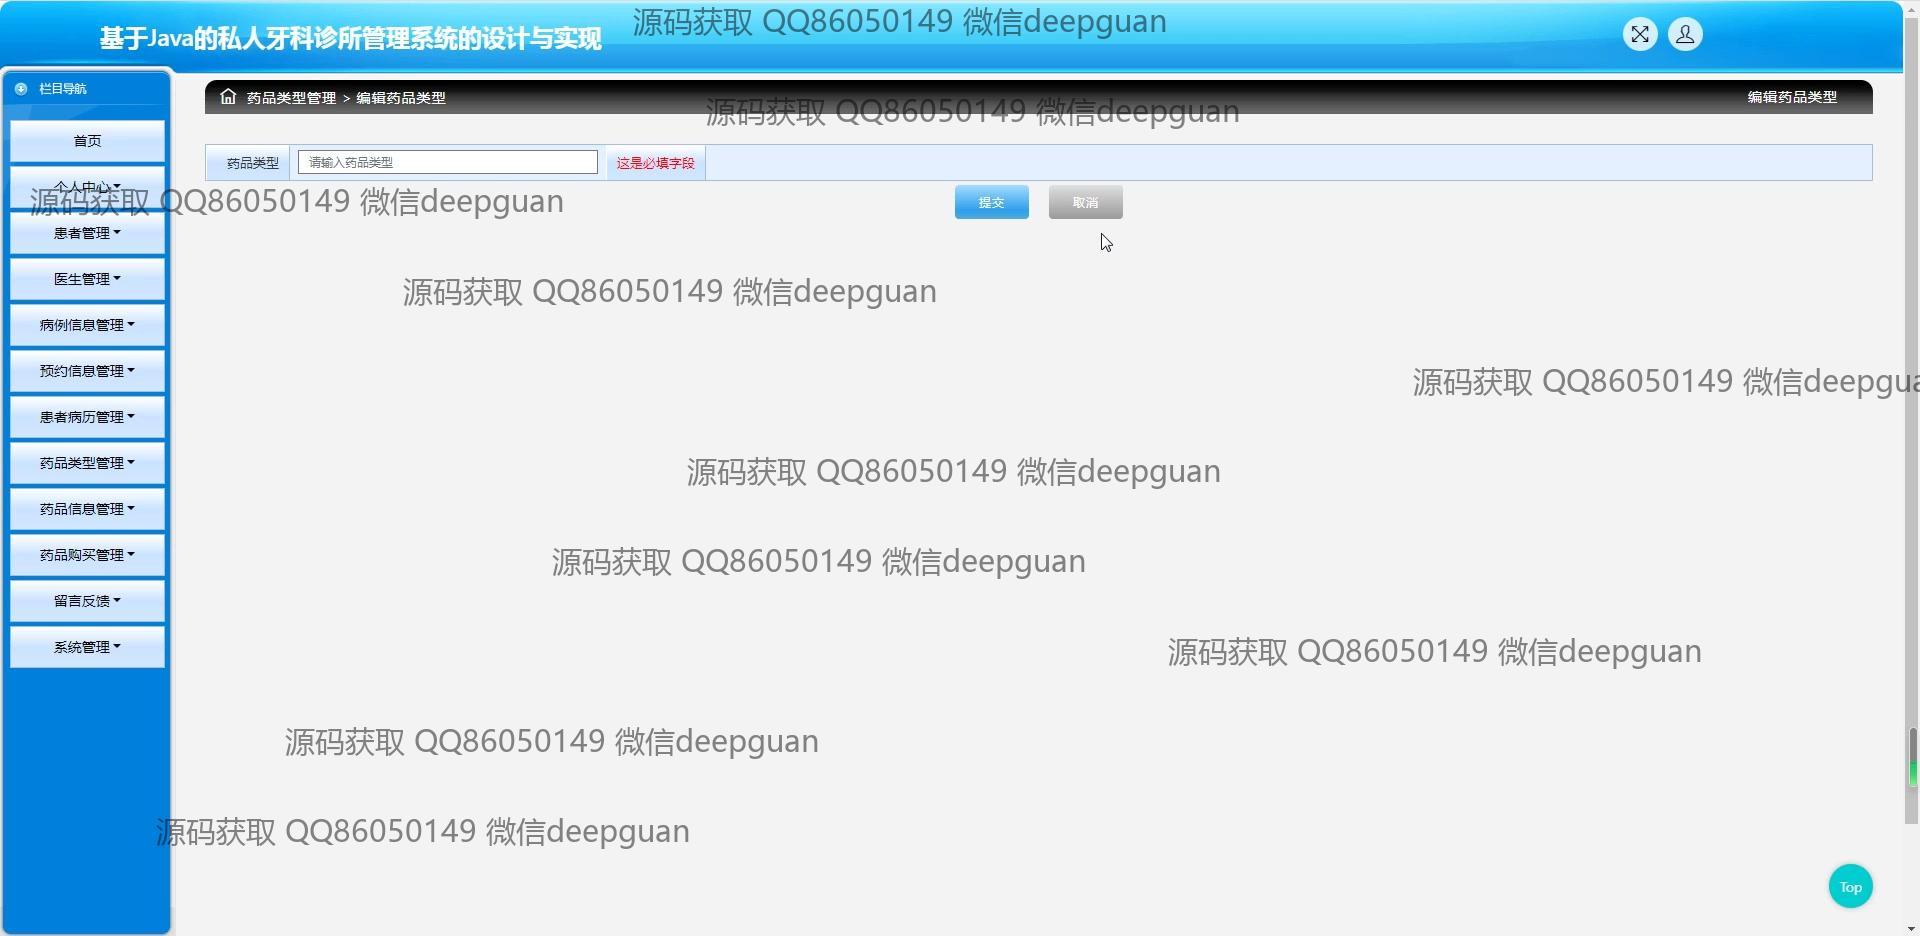 源码获取 QQ86050149 微信deepguan
基于Java的私人牙科诊所管理系统的设计与实现
栏目导航
药品类型管理 > 编辑药品类型
编辑药品类型
源码获取 QQ86050149 微信deepguan
首页
药品类型
请输入药品类型
这是必填字段
个人中心
源码获取 QQ86050149 微信deepguan
提交
取消
患者管理
医生管理
源码获取 QQ86050149 微信deepguan
病例信息管理
预约信息管理
源码获取 QQ86050149 微信deepgua
患者病历管理
药品类型管理
源码获取 QQ86050149 微信deepguan
药品信息管理
药品购买管理
源码获取 QQ86050149 微信deepguan
留言反馈
系统管理
源码获取 QQ86050149 微信deepguan
源码获取 QQ86050149 微信deepguan
源码获取 QQ86050149 微信deepguan
Top